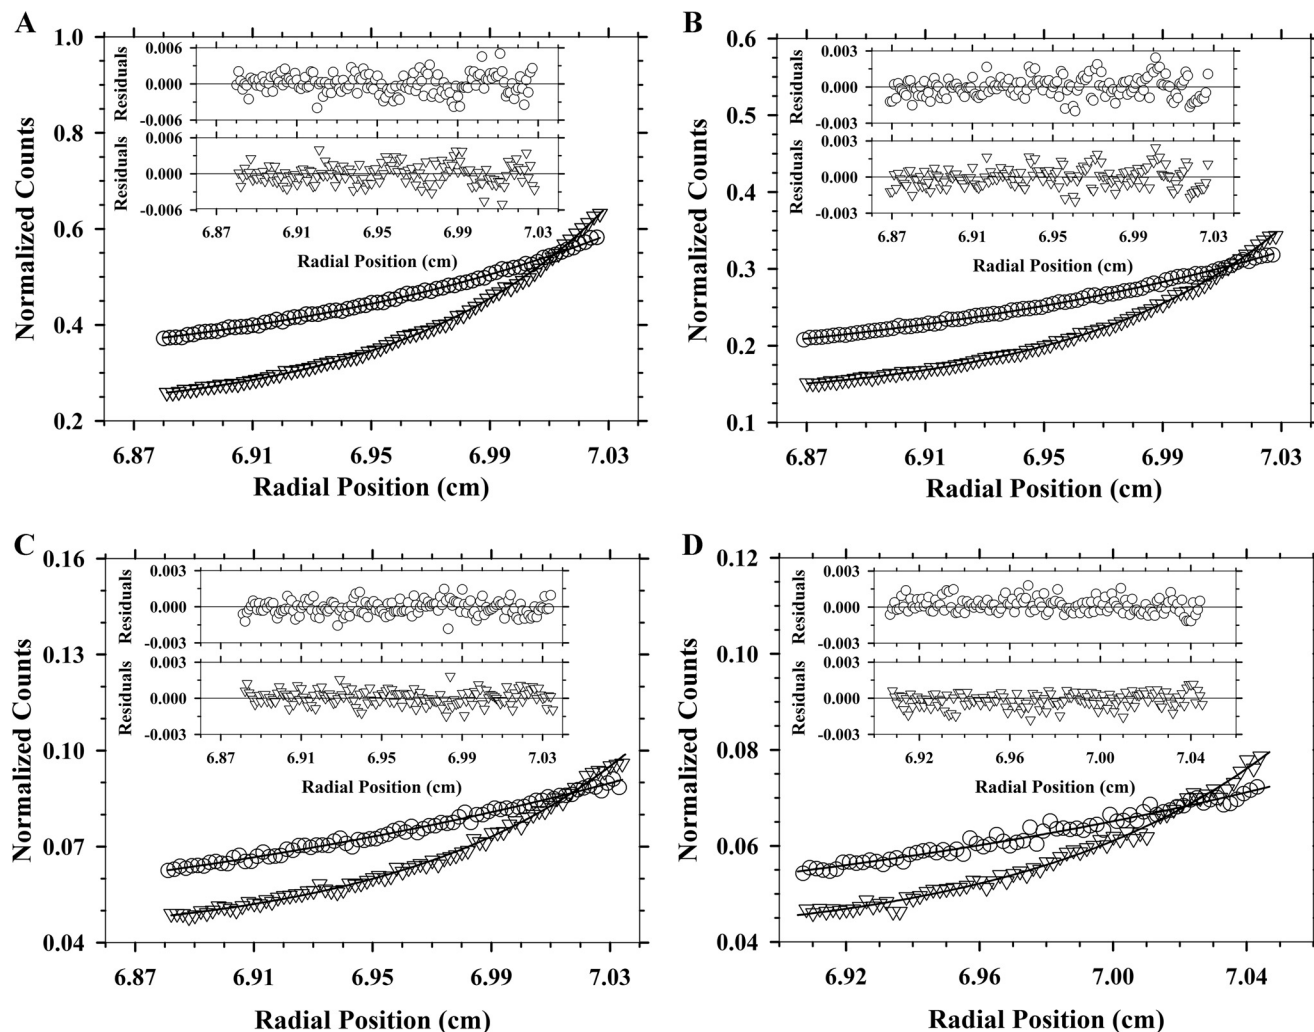 A
Normalized Counts
1.0
0.8
0.6
0.4
0.2
6.87 6.91 6.95 6.99 7.03
Radial Position (cm)
Residuals
0.006
0.000
-0.006
Residuals
0.006
0.000
-0.006
6.87 6.91 6.95 6.99 7.03
Radial Position (cm)
B
Normalized Counts
0.6
0.5
0.4
0.3
0.2
0.1
6.87 6.91 6.95 6.99 7.03
Radial Position (cm)
Residuals
0.003
0.000
-0.003
Residuals
0.003
0.000
-0.003
6.87 6.91 6.95 6.99 7.03
Radial Position (cm)
C
Normalized Counts
0.16
0.13
0.10
0.07
0.04
6.87 6.91 6.95 6.99 7.03
Radial Position (cm)
Residuals
0.003
0.000
-0.003
Residuals
0.003
0.000
-0.003
6.87 6.91 6.95 6.99 7.03
Radial Position (cm)
D
Normalized Counts
0.12
0.10
0.08
0.06
0.04
6.92 6.96 7.00 7.04
Radial Position (cm)
Residuals
0.003
0.000
-0.003
Residuals
0.003
0.000
-0.003
6.92 6.96 7.00 7.04
Radial Position (cm)